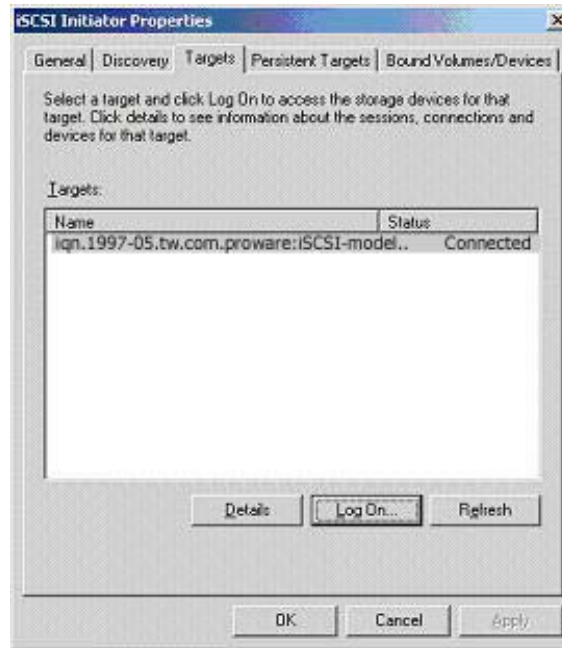 iSCSI Initiator Properties
General Discovery Targets Persistent Targets Bound Volumes/Devices
Select a target and click Log On to access the storage devices for that
target. Click details to see information about the sessions, connections and
devices for that target.
Targets:
Name Status
iqn.1997-05.tw.com.proware:iSCSI-model.. Connected
Details Log On... Refresh
OK Cancel Apply